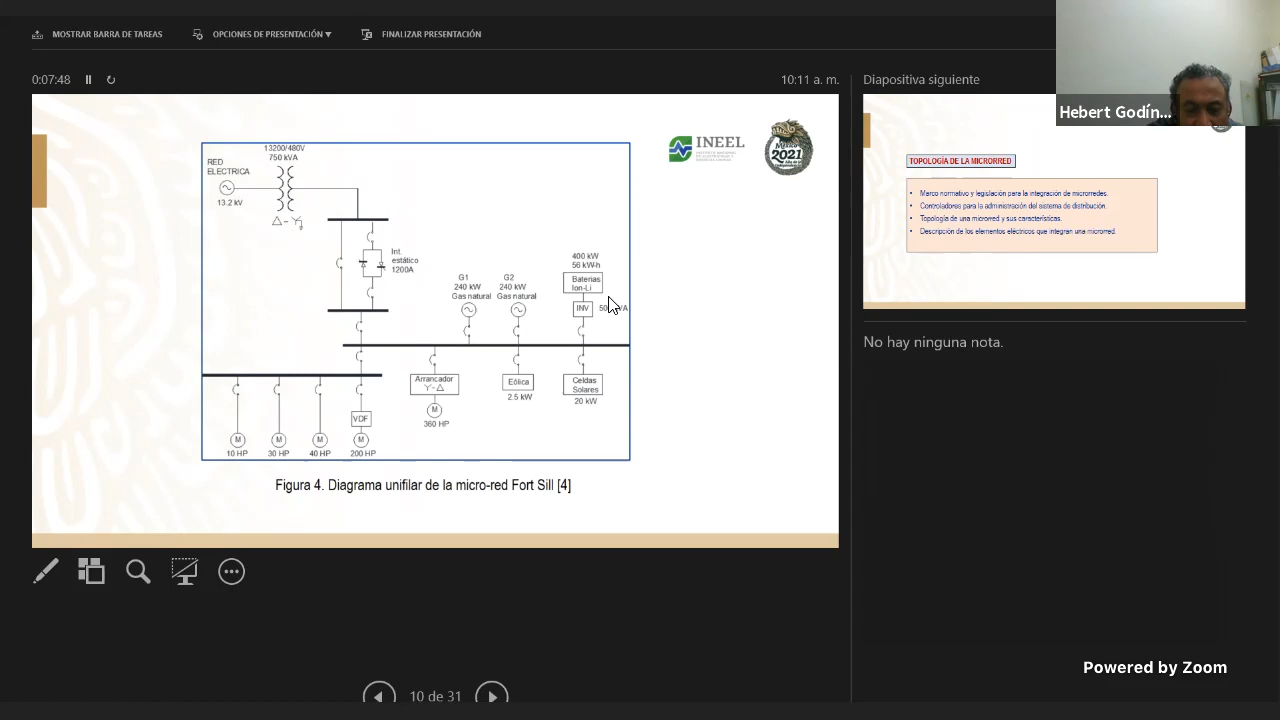 MOSTRAR BARRA DE TAREAS
OPCIONES DE PRESENTACIÓN ▼
FINALIZAR PRESENTACIÓN
0:07:48
10:11 a. m.
Diapositiva siguiente
Hebert Godín...
13200/480V
750 kVA
RED
ELECTRICA
13.2 kV
Int.
estático
1200A
G1
240 kW
Gas natural
G2
240 kW
Gas natural
400 kW
56 kW-h
Baterias
Ion-Li
INV
Arrancador
Y-Δ
M
360 HP
Eólica
2.5 kW
Celdas
Solares
20 kW
VDF
M
M
M
M
10 HP
30 HP
40 HP
200 HP
Figura 4. Diagrama unifilar de la micro-red Fort Sill [4]
INEEL
México
2021
TOPOLOGÍA DE LA MICRORRED
• Marco normativo y legislación para la integración de microrredes.
• Controladores para la administración del sistema de distribución.
• Topología de una microrred y sus características.
• Descripción de los elementos eléctricos que integran una microrred.
No hay ninguna nota.
10 de 31
Powered by Zoom